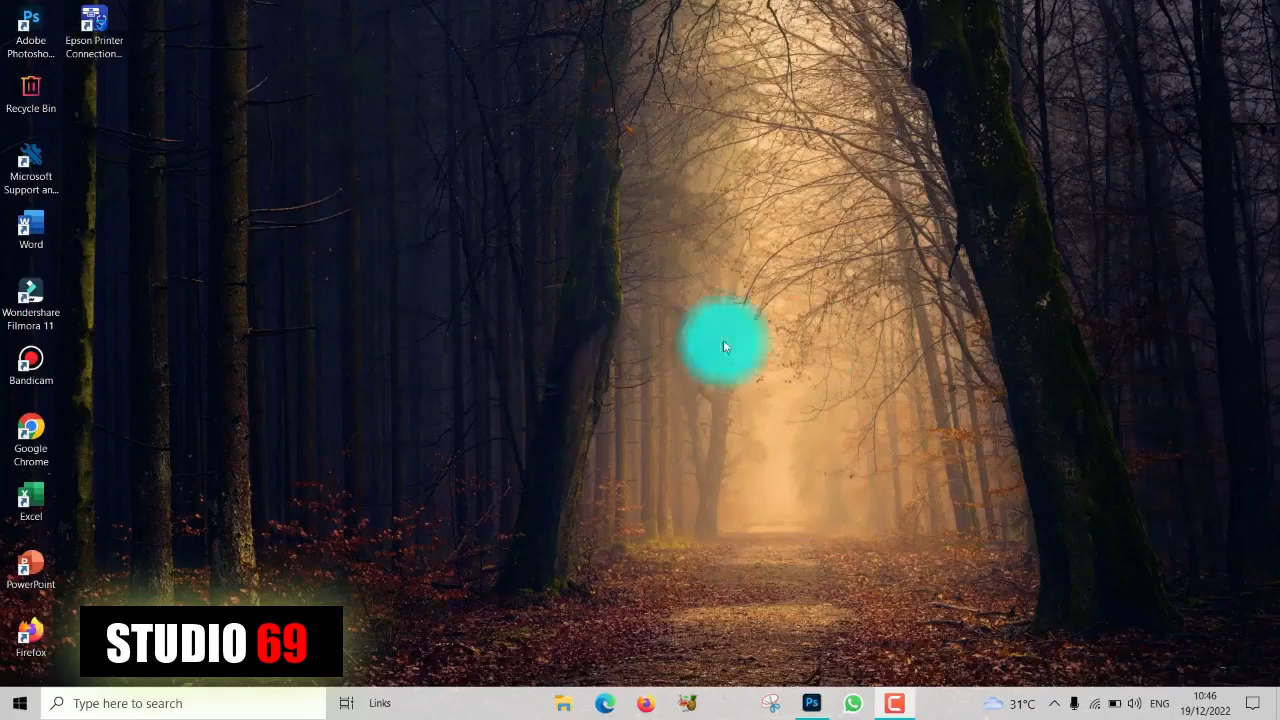 Adobe
Photosho...
Epson Printer
Connection...
Recycle Bin
Microsoft
Support an...
Word
Wondershare
Filmora 11
Bandicam
Google
Chrome
Excel
PowerPoint
Firefox
STUDIO 69
Type here to search
Links
Ps
31°C
ENG
10:46
19/12/2022